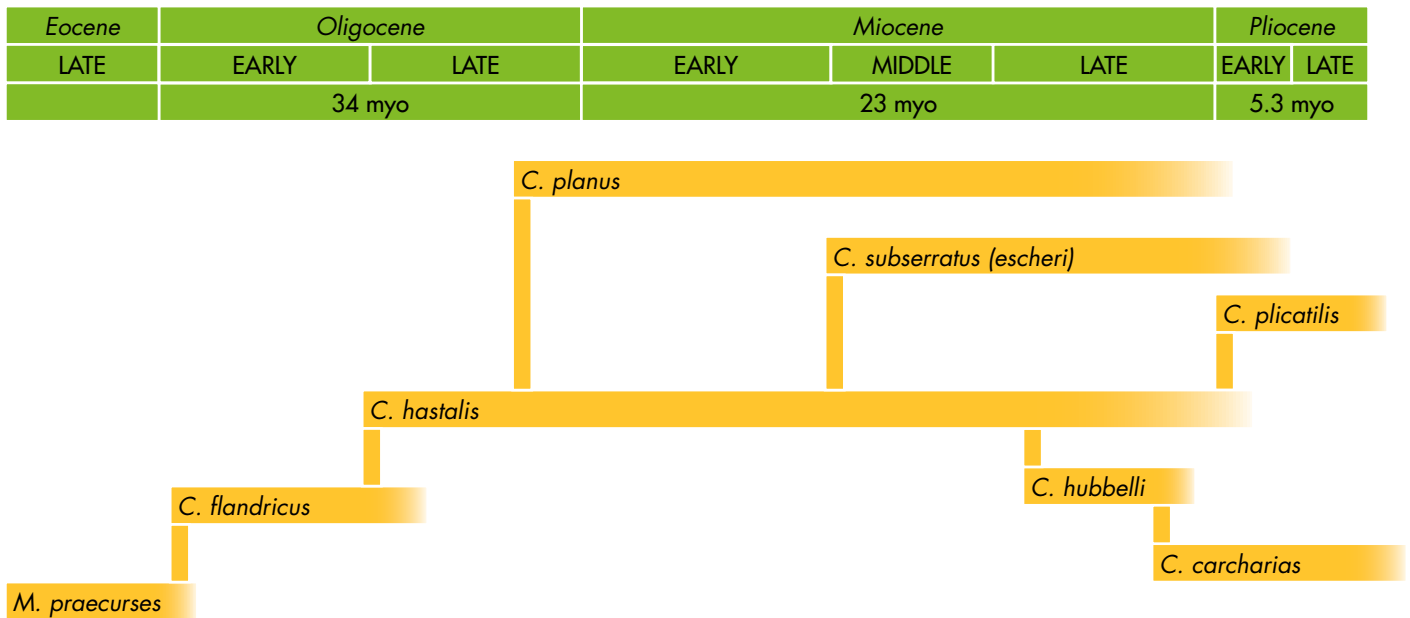 Eocene Oligocene Miocene Pliocene
LATE EARLY LATE EARLY MIDDLE LATE EARLY LATE
34 myo 23 myo 5.3 myo
C. planus
C. subserratus (escheri)
C. plicatilis
C. hastalis
C. hubbelli
C. flandricus
C. carcharias
M. praecurses